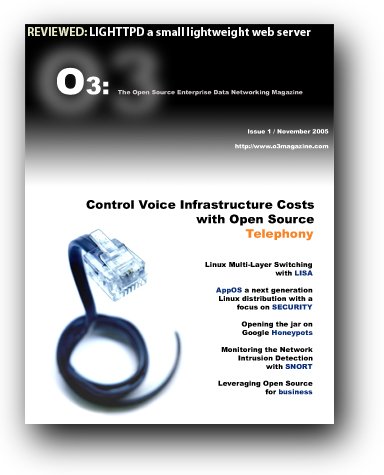 REVIEWED: LIGHTTPD a small lightweight web server
O3:
The Open Source Enterprise Data Networking Magazine
Issue 1 / November 2005
http://www.o3magazine.com
Control Voice Infrastructure Costs
with Open Source
Telephony
Linux Multi-Layer Switching
with LISA
AppOS a next generation
Linux distribution with a
focus on SECURITY
Opening the jar on
Google Honeypots
Monitoring the Network
Intrusion Detection
with SNORT
Leveraging Open Source
for business